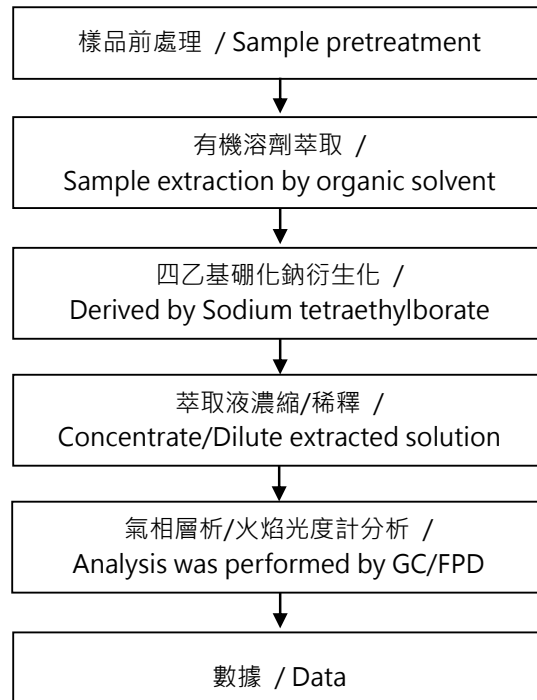 樣品前處理 / Sample pretreatment
有機溶劑萃取 /
Sample extraction by organic solvent
四乙基硼化鈉衍生化 /
Derived by Sodium tetraethylborate
萃取液濃縮/稀釋 /
Concentrate/Dilute extracted solution
氣相層析/火焰光度計分析 /
Analysis was performed by GC/FPD
數據 / Data